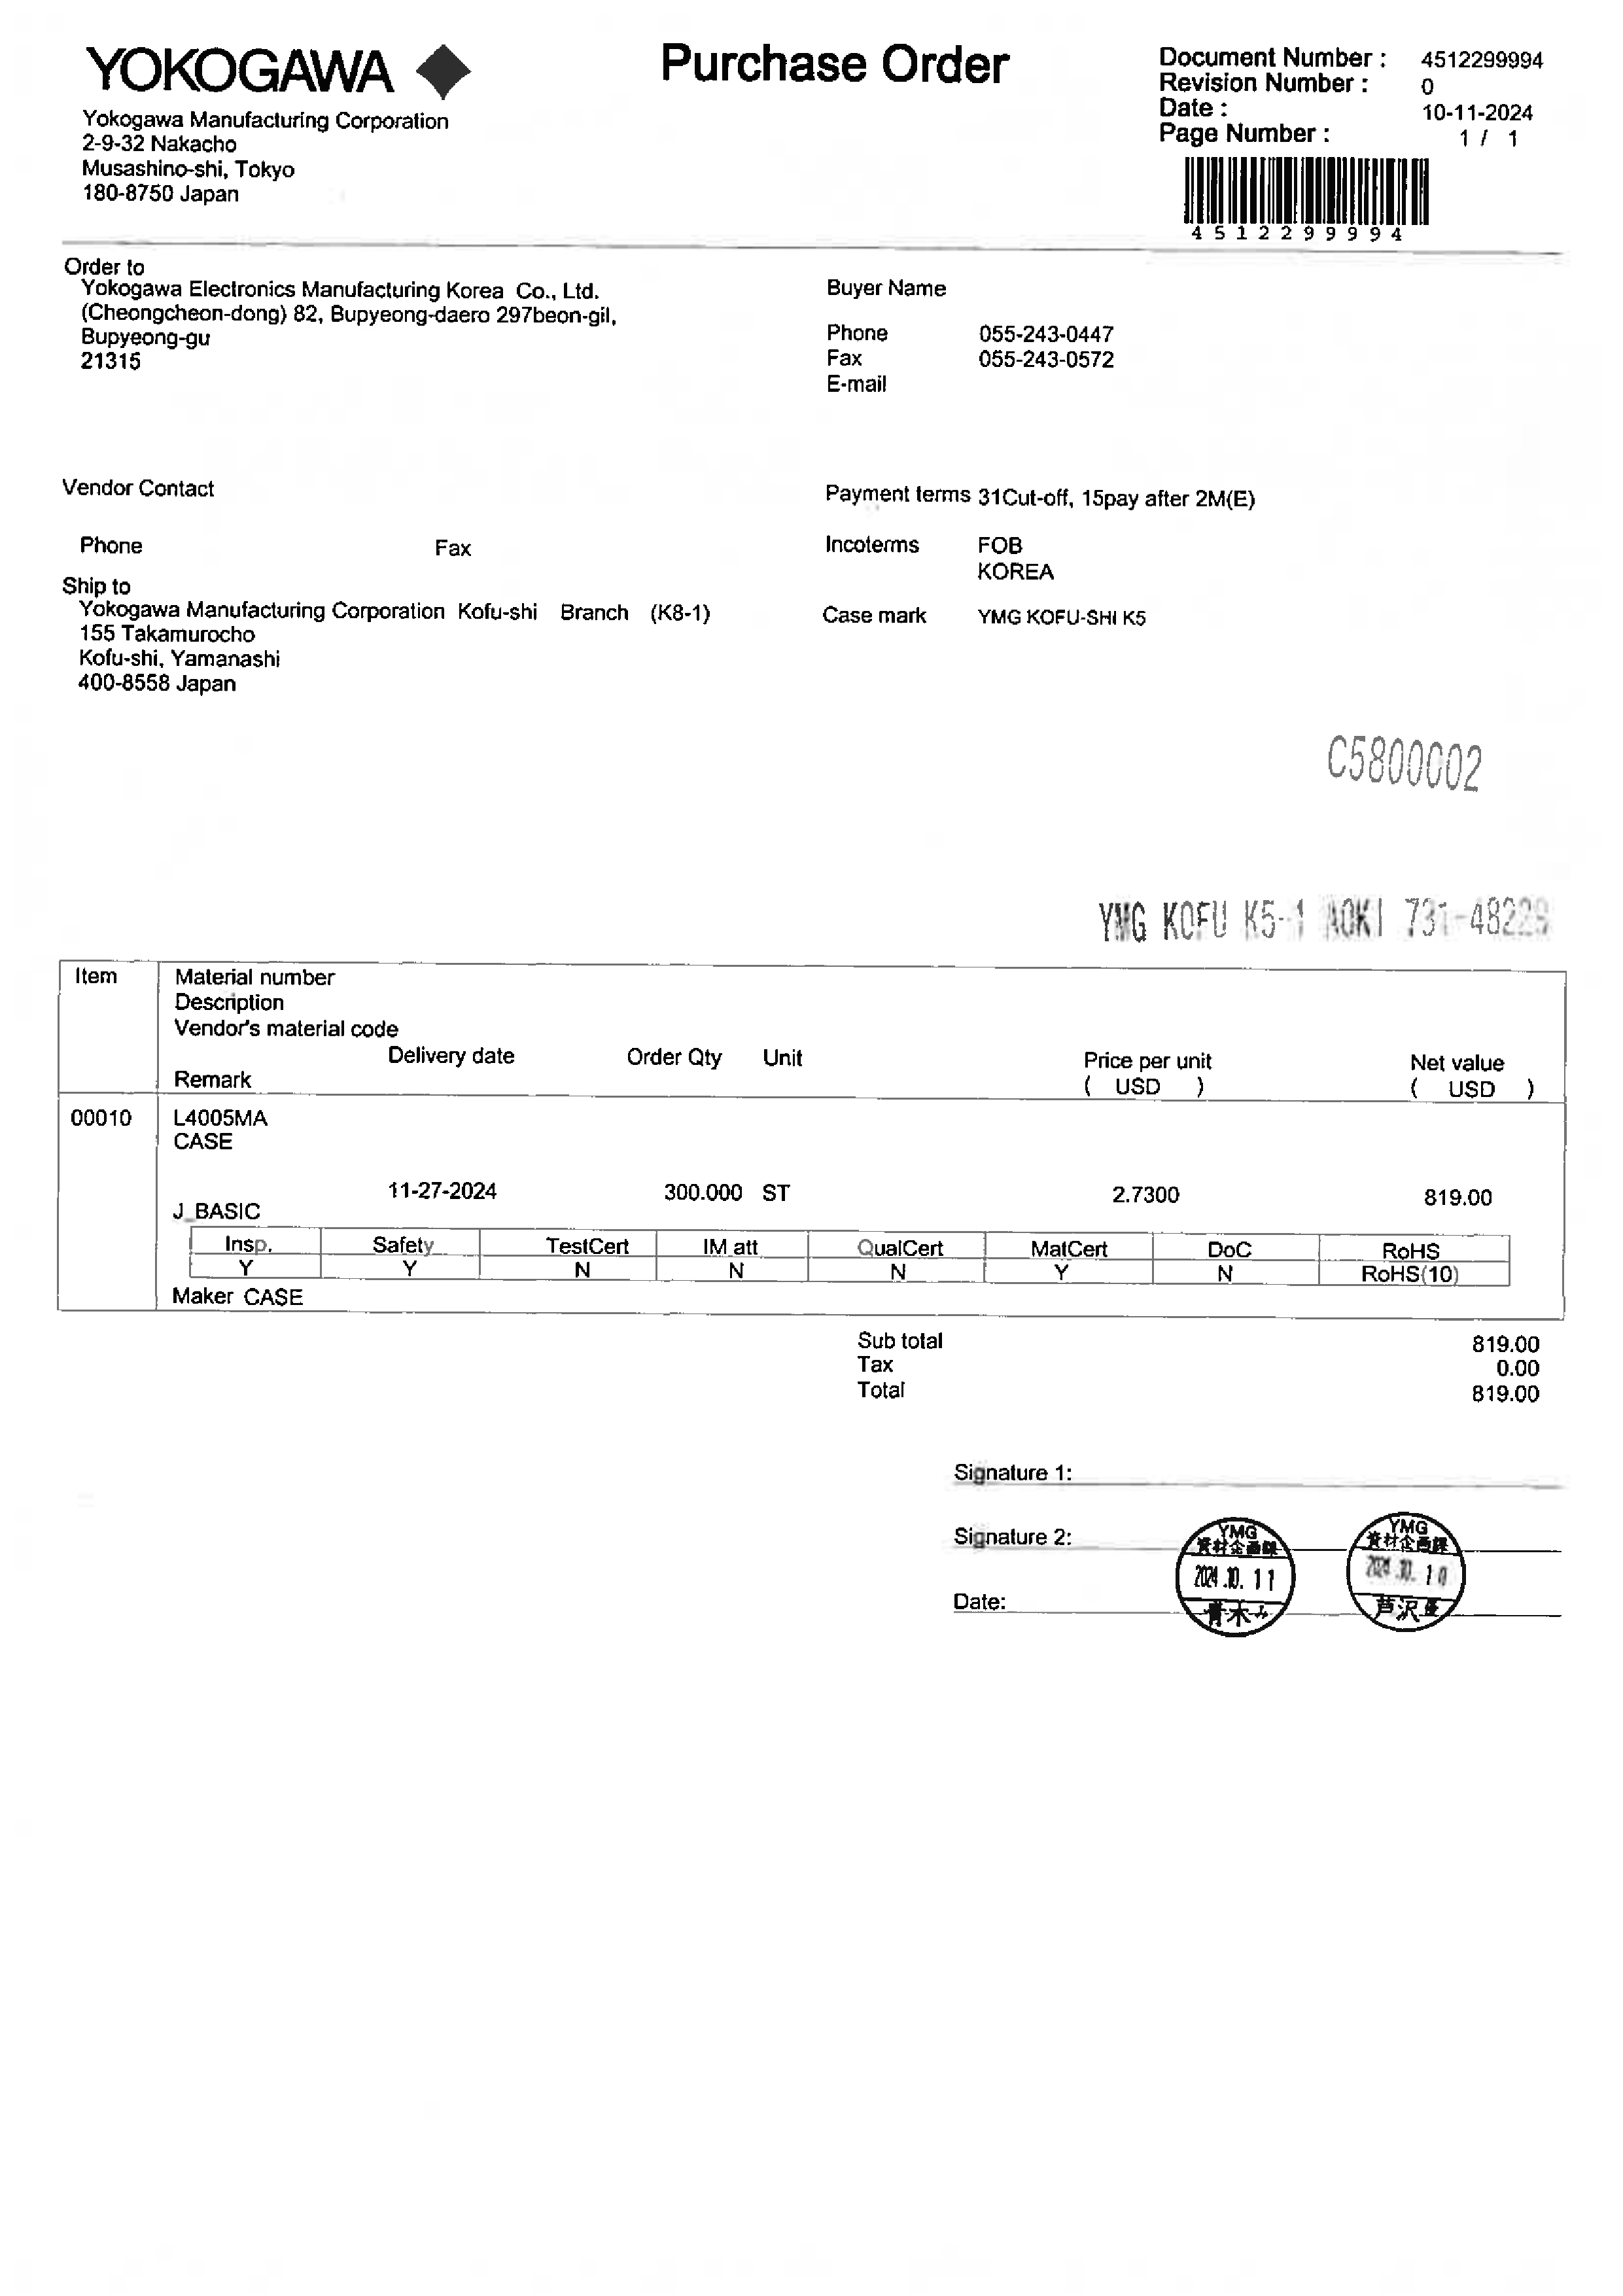 YOKOGAWA
Purchase Order
Document Number : 4512299994
Revision Number : 0
Date : 10-11-2024
Page Number : 1 / 1
4512299994
Yokogawa Manufacturing Corporation
2-9-32 Nakacho
Musashino-shi, Tokyo
180-8750 Japan
Order to
Yokogawa Electronics Manufacturing Korea Co., Ltd.
(Cheongcheon-dong) 82, Bupyeong-daero 297beon-gil,
Bupyeong-gu
21315
Buyer Name
Phone 055-243-0447
Fax 055-243-0572
E-mail
Vendor Contact
Phone Fax
Payment terms 31Cut-off, 15pay after 2M(E)
Incoterms FOB
KOREA
Ship to
Yokogawa Manufacturing Corporation Kofu-shi Branch (K8-1)
155 Takamurocho
Kofu-shi, Yamanashi
400-8558 Japan
Case mark YMG KOFU-SHI K5
C5800002
YMG KOFU K5-1 AOKI 731-48229
Item Material number
Description
Vendor's material code
Delivery date Order Qty Unit Price per unit Net value
Remark ( USD ) ( USD )
00010 L4005MA
CASE
11-27-2024 300.000 ST 2.7300 819.00
J_BASIC
Insp. Safety TestCert IM att QualCert MatCert DoC RoHS
Y Y N N N Y N RoHS(10)
Maker CASE
Sub total 819.00
Tax 0.00
Total 819.00
Signature 1:
Signature 2:
Date:
YMG
資材企画課
2024.10.11
青木み
YMG
資材企画課
2024.10.10
芦沢